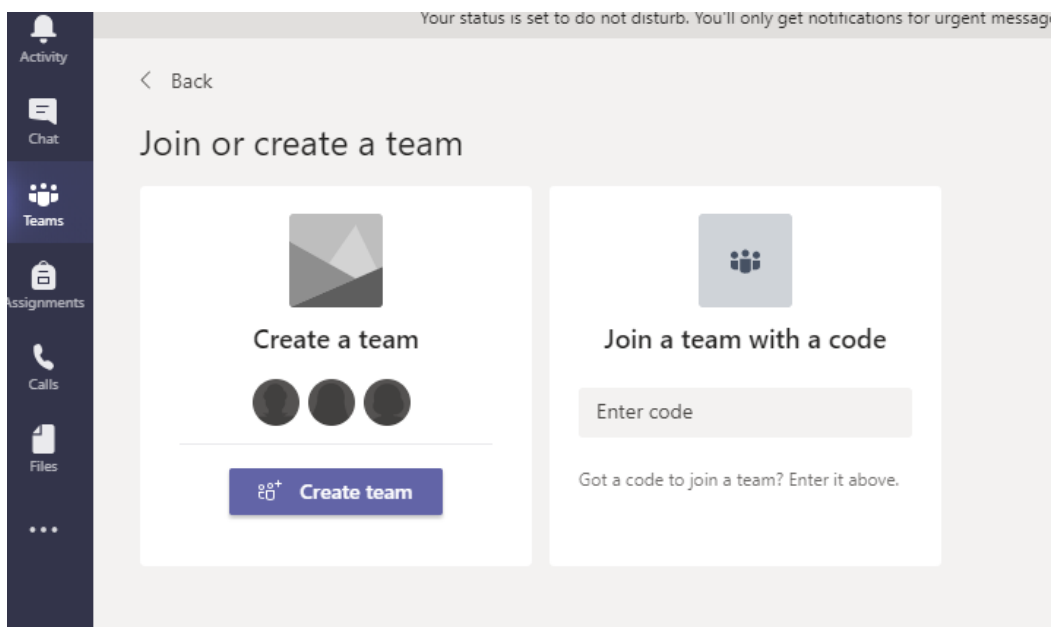 Your status is set to do not disturb. You'll only get notifications for urgent message
Activity
Chat
Teams
Assignments
Calls
Files
Back
Join or create a team
Create a team
Create team
Join a team with a code
Enter code
Got a code to join a team? Enter it above.